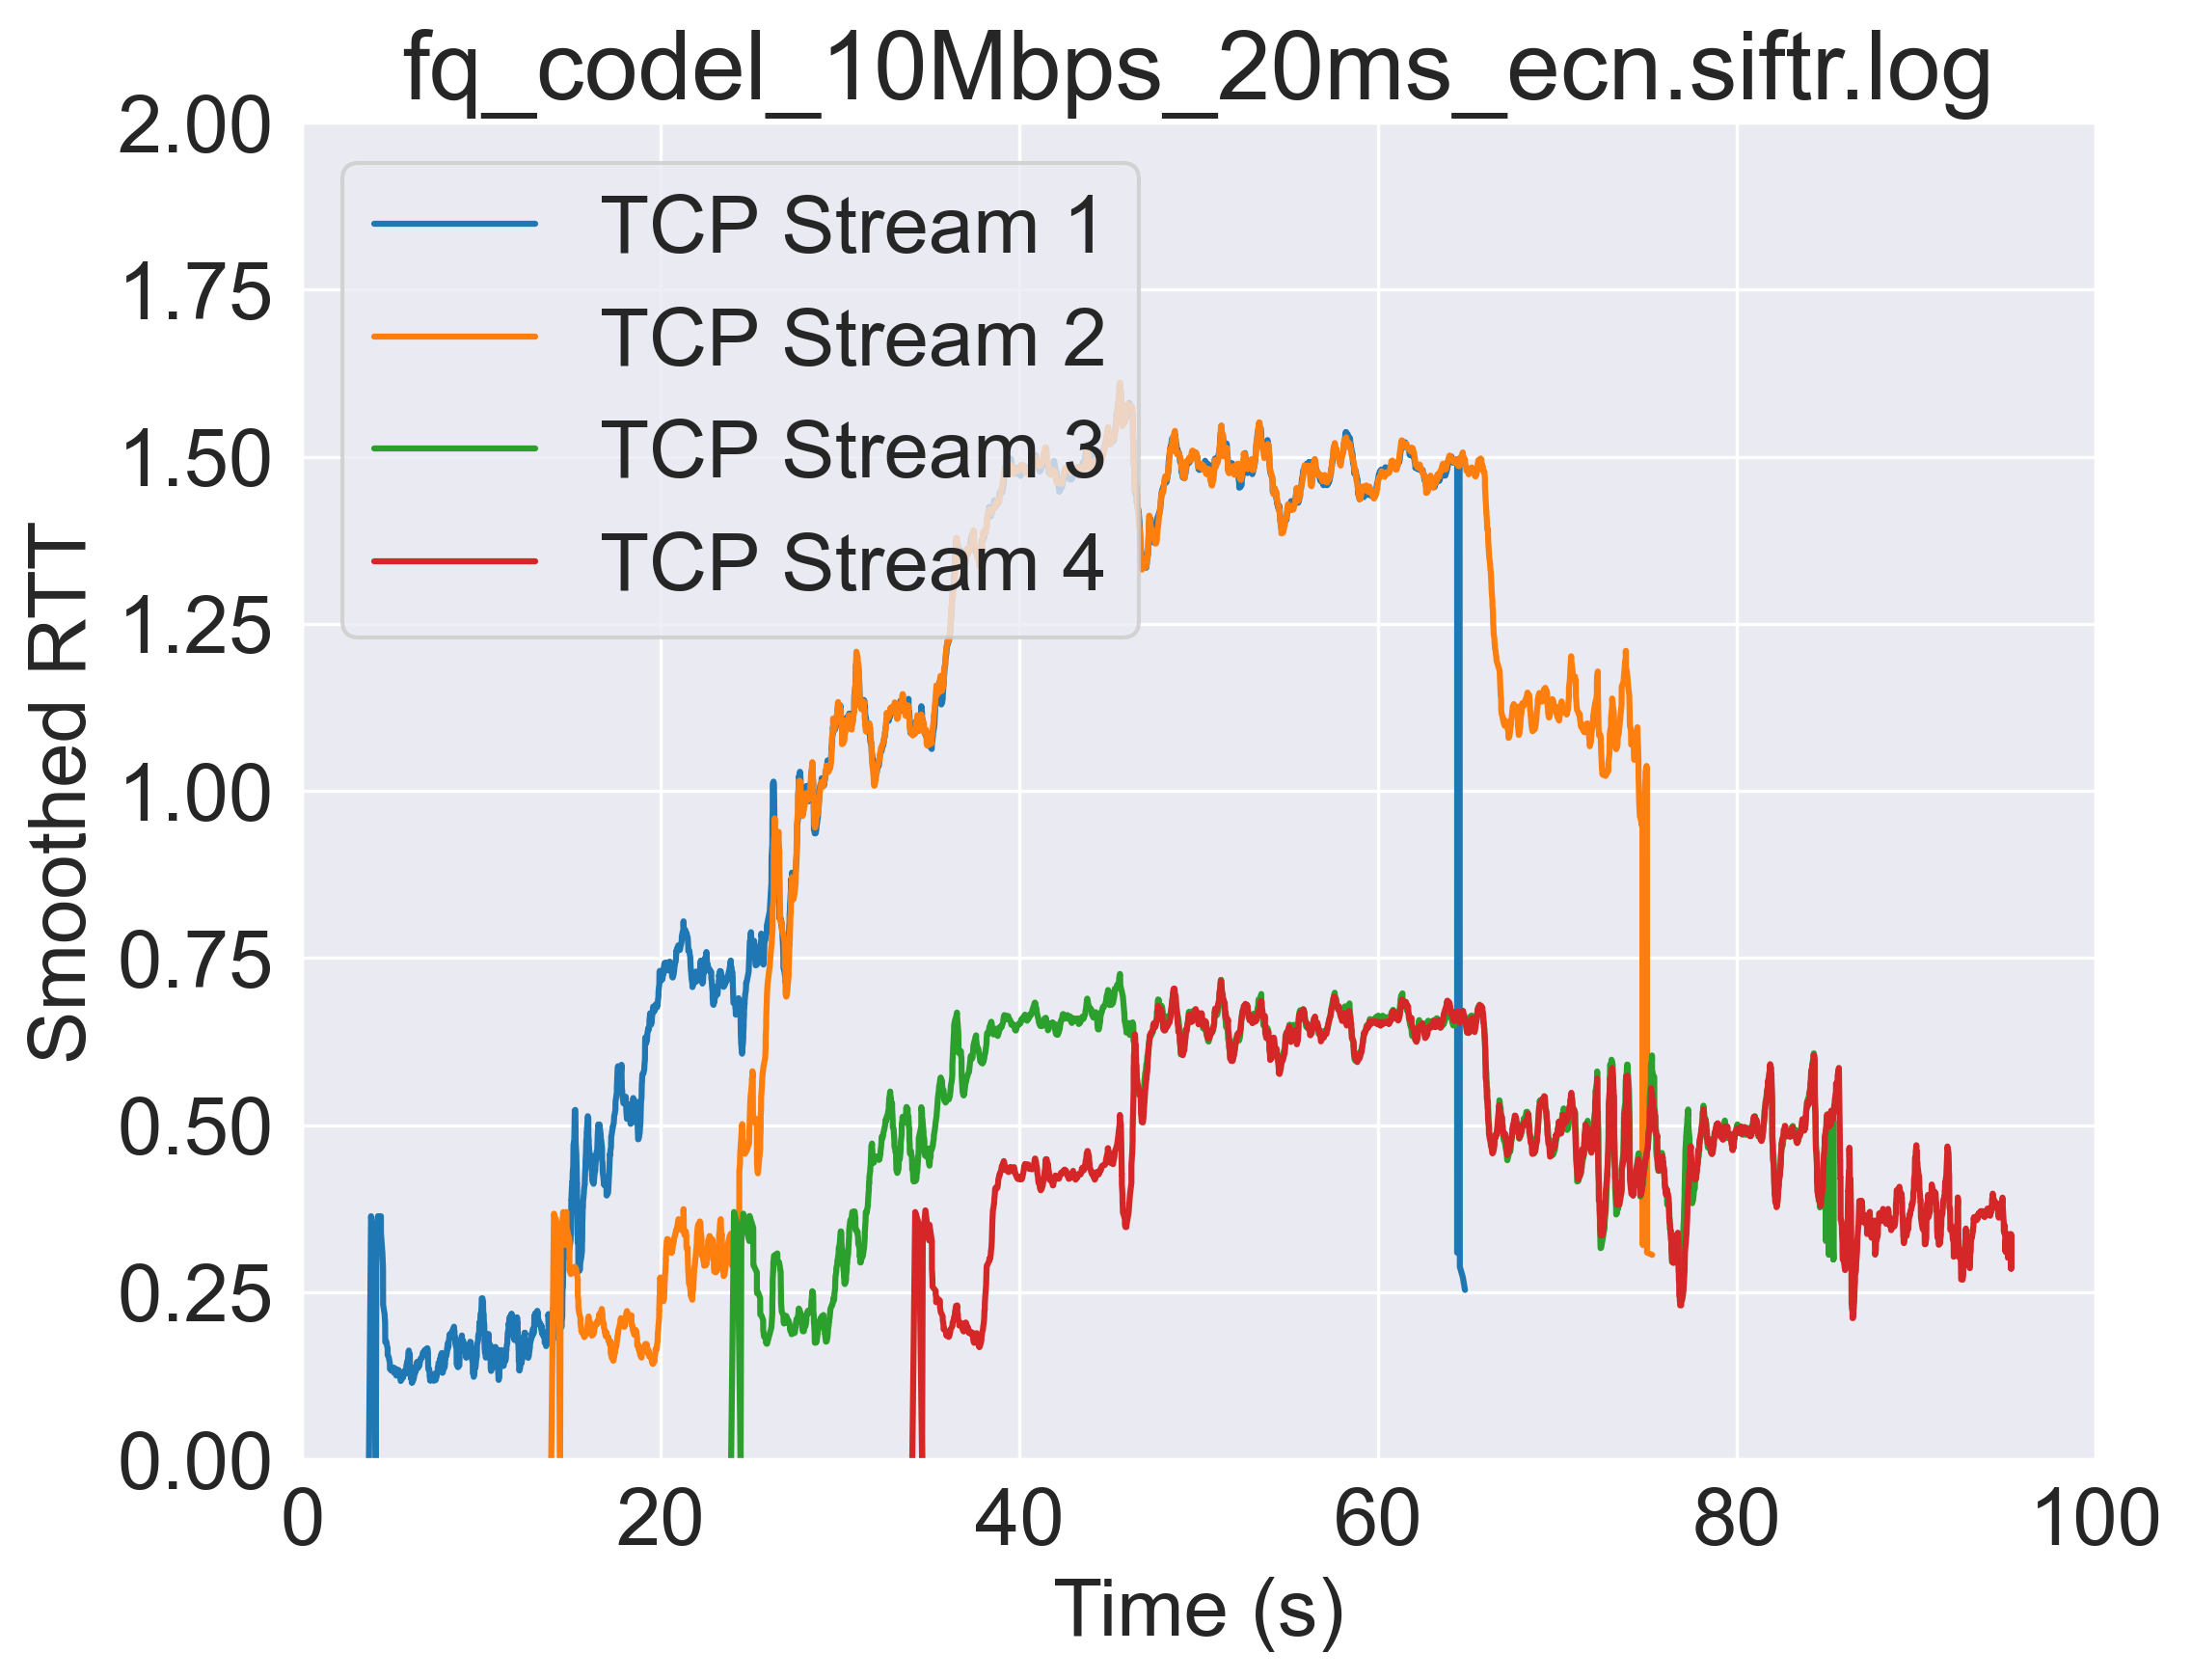 fq_codel_10Mbps_20ms_ecn.siftr.log
2.00
1.75
1.50
1.25
1.00
0.75
0.50
0.25
0.00
Smoothed RTT
TCP Stream 1
TCP Stream 2
TCP Stream 3
TCP Stream 4
0 20 40 60 80 100
Time (s)